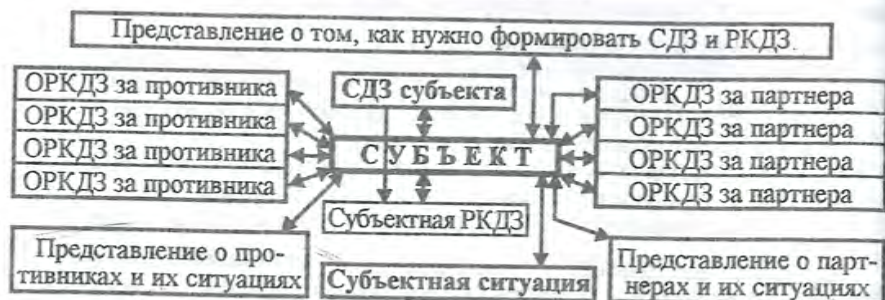 Представление о том, как нужно формировать СДЗ и РКДЗ.
ОРКДЗ за противника
ОРКДЗ за противника
ОРКДЗ за противника
ОРКДЗ за противника
СДЗ субъекта
С У Б Ъ Е К Т
Субъектная РКДЗ
ОРКДЗ за партнера
ОРКДЗ за партнера
ОРКДЗ за партнера
ОРКДЗ за партнера
Представление о про-
тивниках и их ситуациях
Субъектная ситуация
Представление о парт-
нерах и их ситуациях